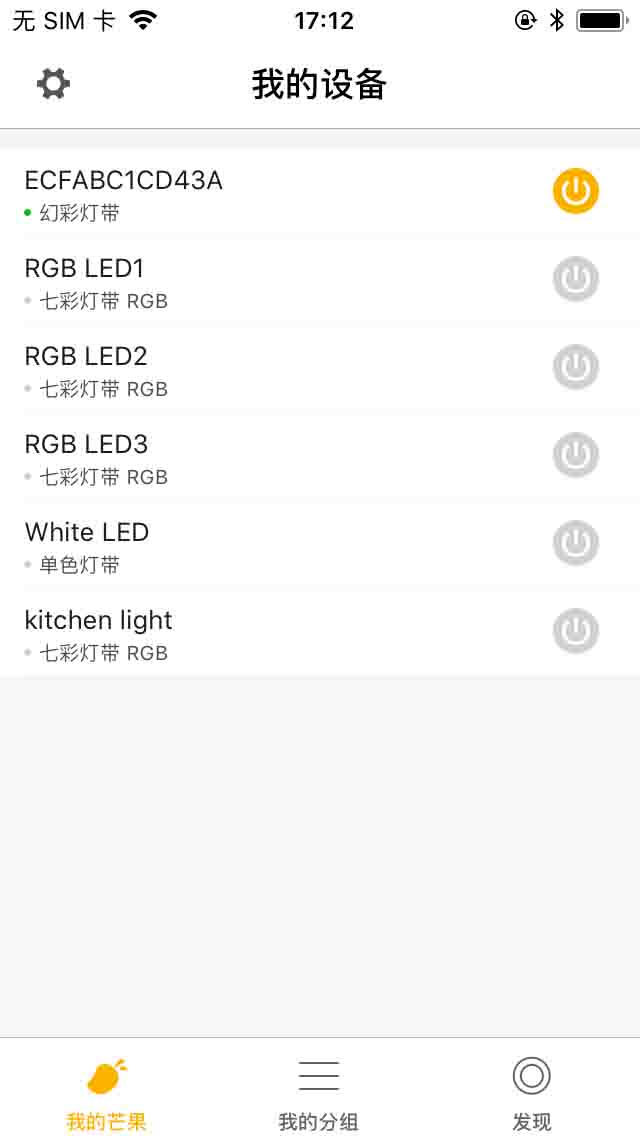 无 SIM 卡 17:12
我的设备
ECFABC1CD43A
幻彩灯带
RGB LED1
七彩灯带 RGB
RGB LED2
七彩灯带 RGB
RGB LED3
七彩灯带 RGB
White LED
单色灯带
kitchen light
七彩灯带 RGB
我的芒果 我的分组 发现